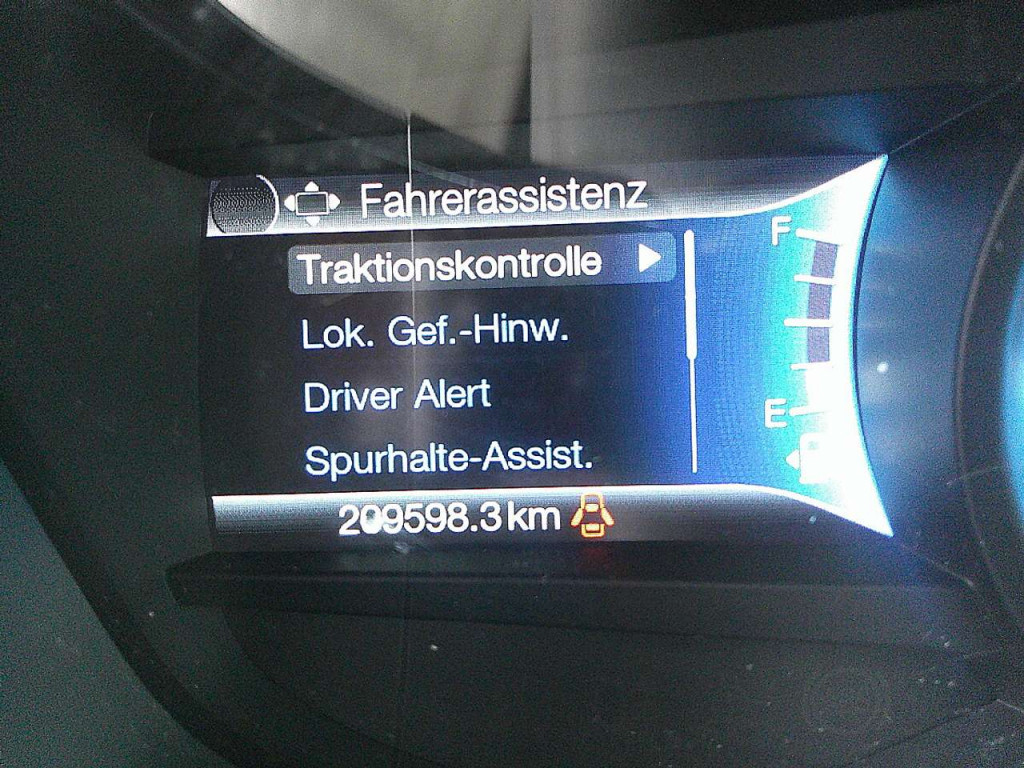 Fahrerassistenz
Traktionskontrolle
Lok. Gef.-Hinw.
Driver Alert
Spurhalte-Assist.
209598.3 km
F
E